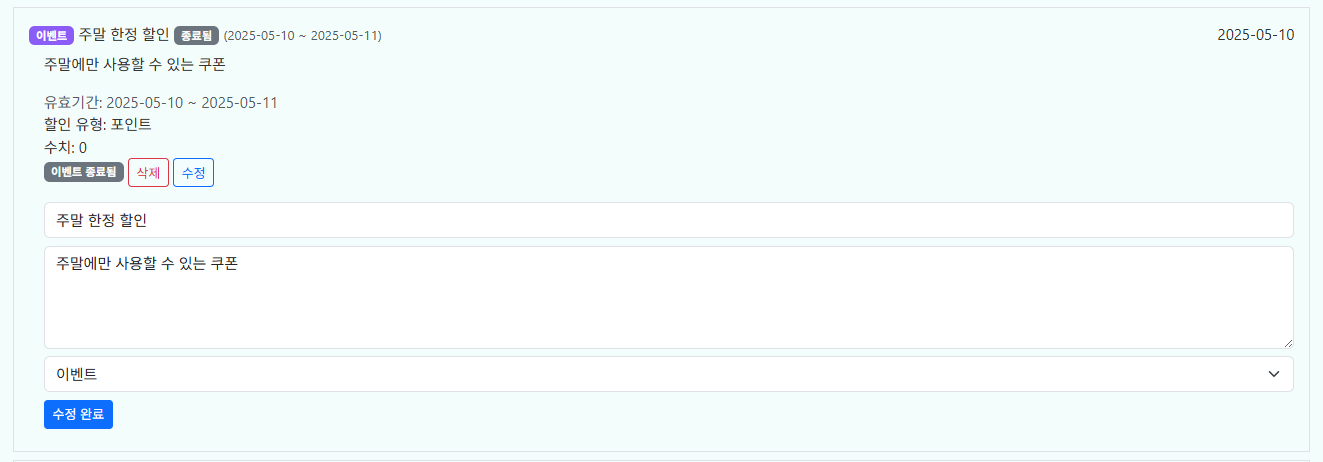 이벤트 주말 한정 할인 종료됨 (2025-05-10 ~ 2025-05-11) 2025-05-10
주말에만 사용할 수 있는 쿠폰
유효기간: 2025-05-10 ~ 2025-05-11
할인 유형: 포인트
수치: 0
이벤트 종료됨 삭제 수정
주말 한정 할인
주말에만 사용할 수 있는 쿠폰
이벤트
수정 완료